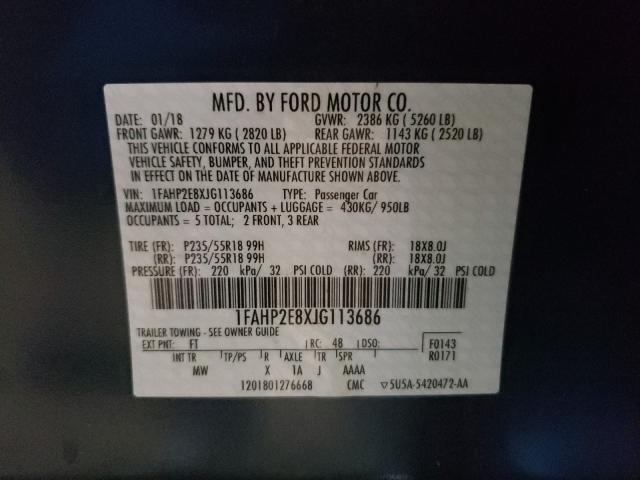 MFD. BY FORD MOTOR CO.
DATE: 01/18 GVWR: 2386 KG ( 5260 LB)
FRONT GAWR: 1279 KG ( 2820 LB) REAR GAWR: 1143 KG ( 2520 LB)
THIS VEHICLE CONFORMS TO ALL APPLICABLE FEDERAL MOTOR
VEHICLE SAFETY, BUMPER, AND THEFT PREVENTION STANDARDS
IN EFFECT ON THE DATE OF MANUFACTURE SHOWN ABOVE.
VIN: 1FAHP2E8XJG113686 TYPE: Passenger Car
MAXIMUM LOAD = OCCUPANTS + LUGGAGE = 430KG/ 950LB
OCCUPANTS = 5 TOTAL; 2 FRONT, 3 REAR
TIRE (FR): P235/55R18 99H RIMS (FR): 18X8.0J
(RR): P235/55R18 99H (RR): 18X8.0J
PRESSURE (FR): 220 kPa/ 32 PSI COLD (RR): 220 kPa/ 32 PSI COLD
1FAHP2E8XJG113686
TRAILER TOWING - SEE OWNER GUIDE
EXT PNT: FT RC: 48 DSO: F0143
INT TR TP/PS R AXLE TR SPR R0171
MW X 1A J AAAA
1201801276668 CMC ▽5U5A-5420472-AA